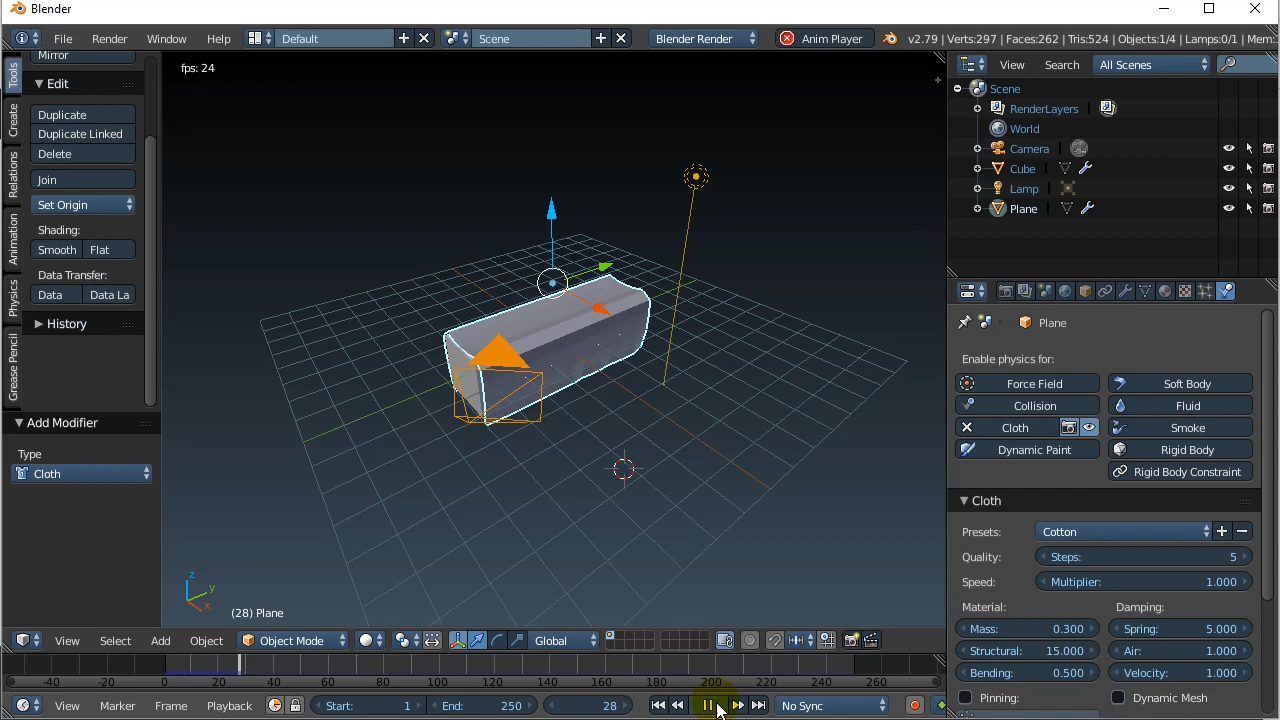 Blender
File Render Window Help Default Scene Blender Render Anim Player v2.79 | Verts:297 | Faces:262 | Tris:524 | Objects:1/4 | Lamps:0/1 | Mem:
Tools
Create
Relations
Animation
Physics
Grease Pencil
Mirror
Edit
Duplicate
Duplicate Linked
Delete
Join
Set Origin
Shading:
Smooth Flat
Data Transfer:
Data Data La
History
Add Modifier
Type
Cloth
fps: 24
z
y
x
(28) Plane
View Select Add Object Object Mode Global
-40 -20 0 20 40 60 80 100 120 140 160 180 200 220 240 260
View Marker Frame Playback Start: 1 End: 250 28 No Sync
View Search All Scenes
Scene
RenderLayers
World
Camera
Cube
Lamp
Plane
Plane
Enable physics for:
Force Field Soft Body
Collision Fluid
Cloth Smoke
Dynamic Paint Rigid Body
Rigid Body Constraint
Cloth
Presets: Cotton
Quality: Steps: 5
Speed: Multiplier: 1.000
Material: Damping:
Mass: 0.300 Spring: 5.000
Structural: 15.000 Air: 1.000
Bending: 0.500 Velocity: 1.000
Pinning: Dynamic Mesh